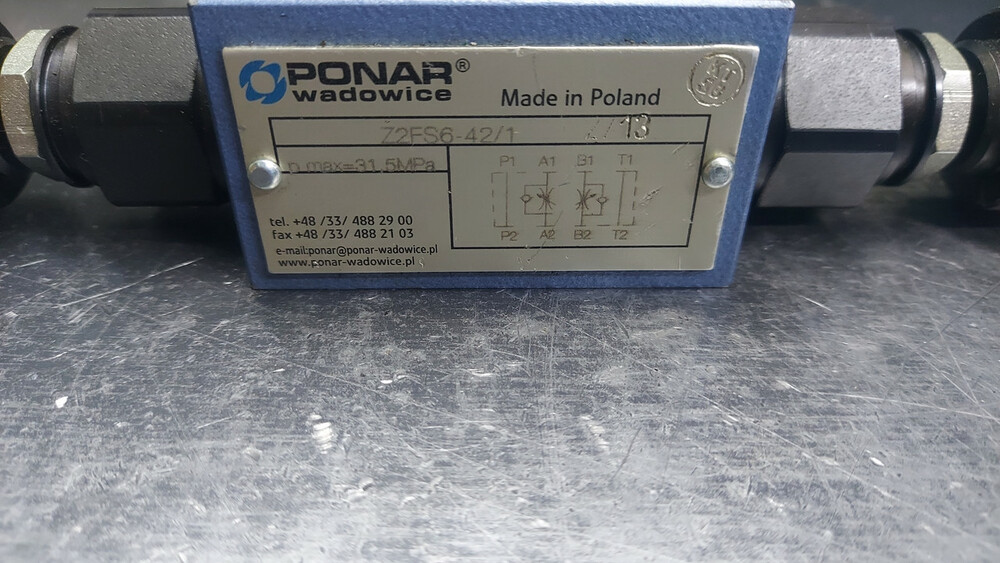 PONAR®
wadowice
Made in Poland
Z2FS6-42/1
/13
p max=31,5MPa
P1 A1 B1 T1
P2 A2 B2 T2
tel. +48 /33/ 488 29 00
fax +48 /33/ 488 21 03
e-mail:ponar@ponar-wadowice.pl
www.ponar-wadowice.pl